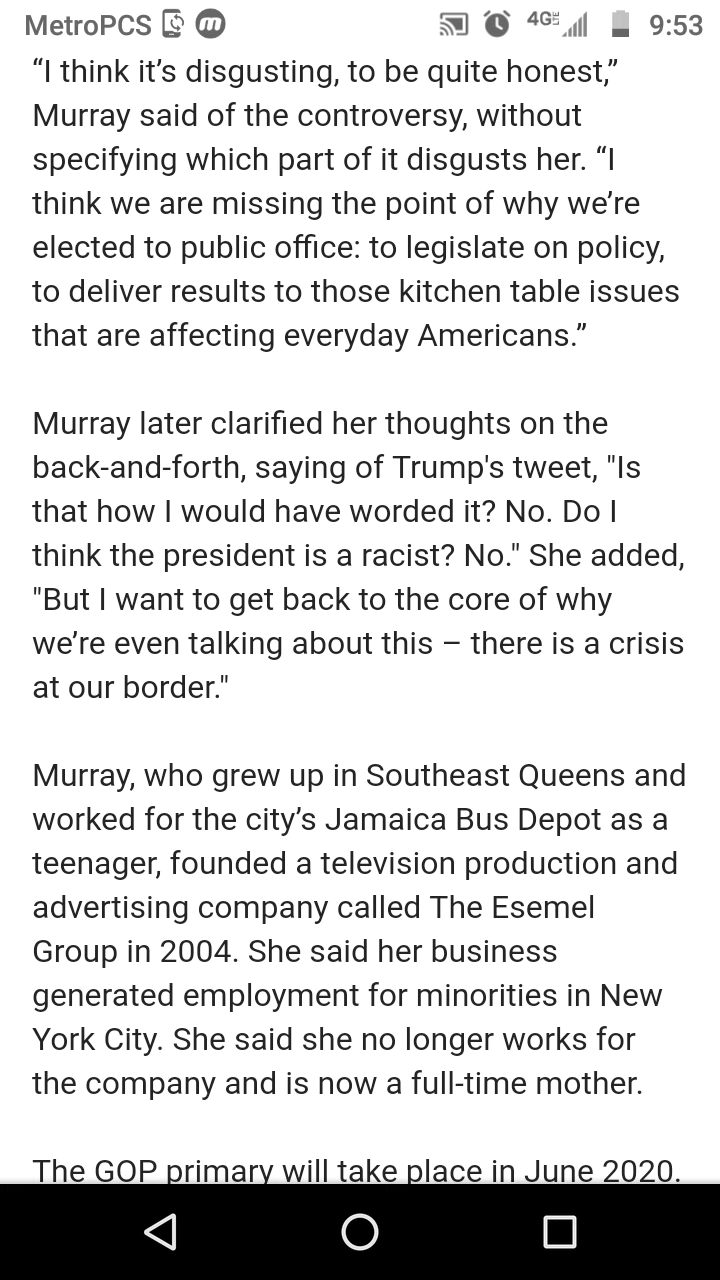 MetroPCS m 4G LTE 9:53
“I think it’s disgusting, to be quite honest,”
Murray said of the controversy, without
specifying which part of it disgusts her. “I
think we are missing the point of why we’re
elected to public office: to legislate on policy,
to deliver results to those kitchen table issues
that are affecting everyday Americans.”
Murray later clarified her thoughts on the
back-and-forth, saying of Trump's tweet, "Is
that how I would have worded it? No. Do I
think the president is a racist? No." She added,
"But I want to get back to the core of why
we’re even talking about this – there is a crisis
at our border."
Murray, who grew up in Southeast Queens and
worked for the city’s Jamaica Bus Depot as a
teenager, founded a television production and
advertising company called The Esemel
Group in 2004. She said her business
generated employment for minorities in New
York City. She said she no longer works for
the company and is now a full-time mother.
The GOP primary will take place in June 2020.